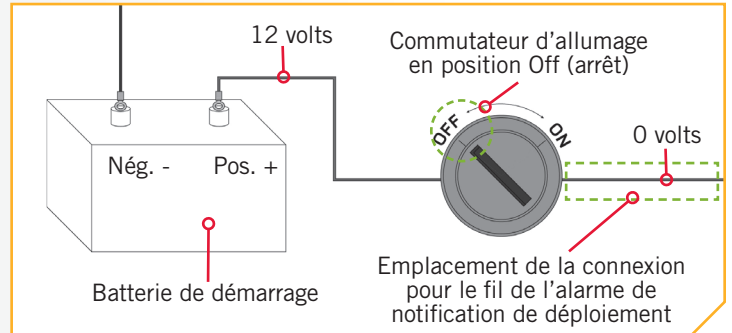 12 volts
Commutateur d’allumage
en position Off (arrêt)
OFF
ON
0 volts
Nég. -
Pos. +
Batterie de démarrage
Emplacement de la connexion
pour le fil de l’alarme de
notification de déploiement